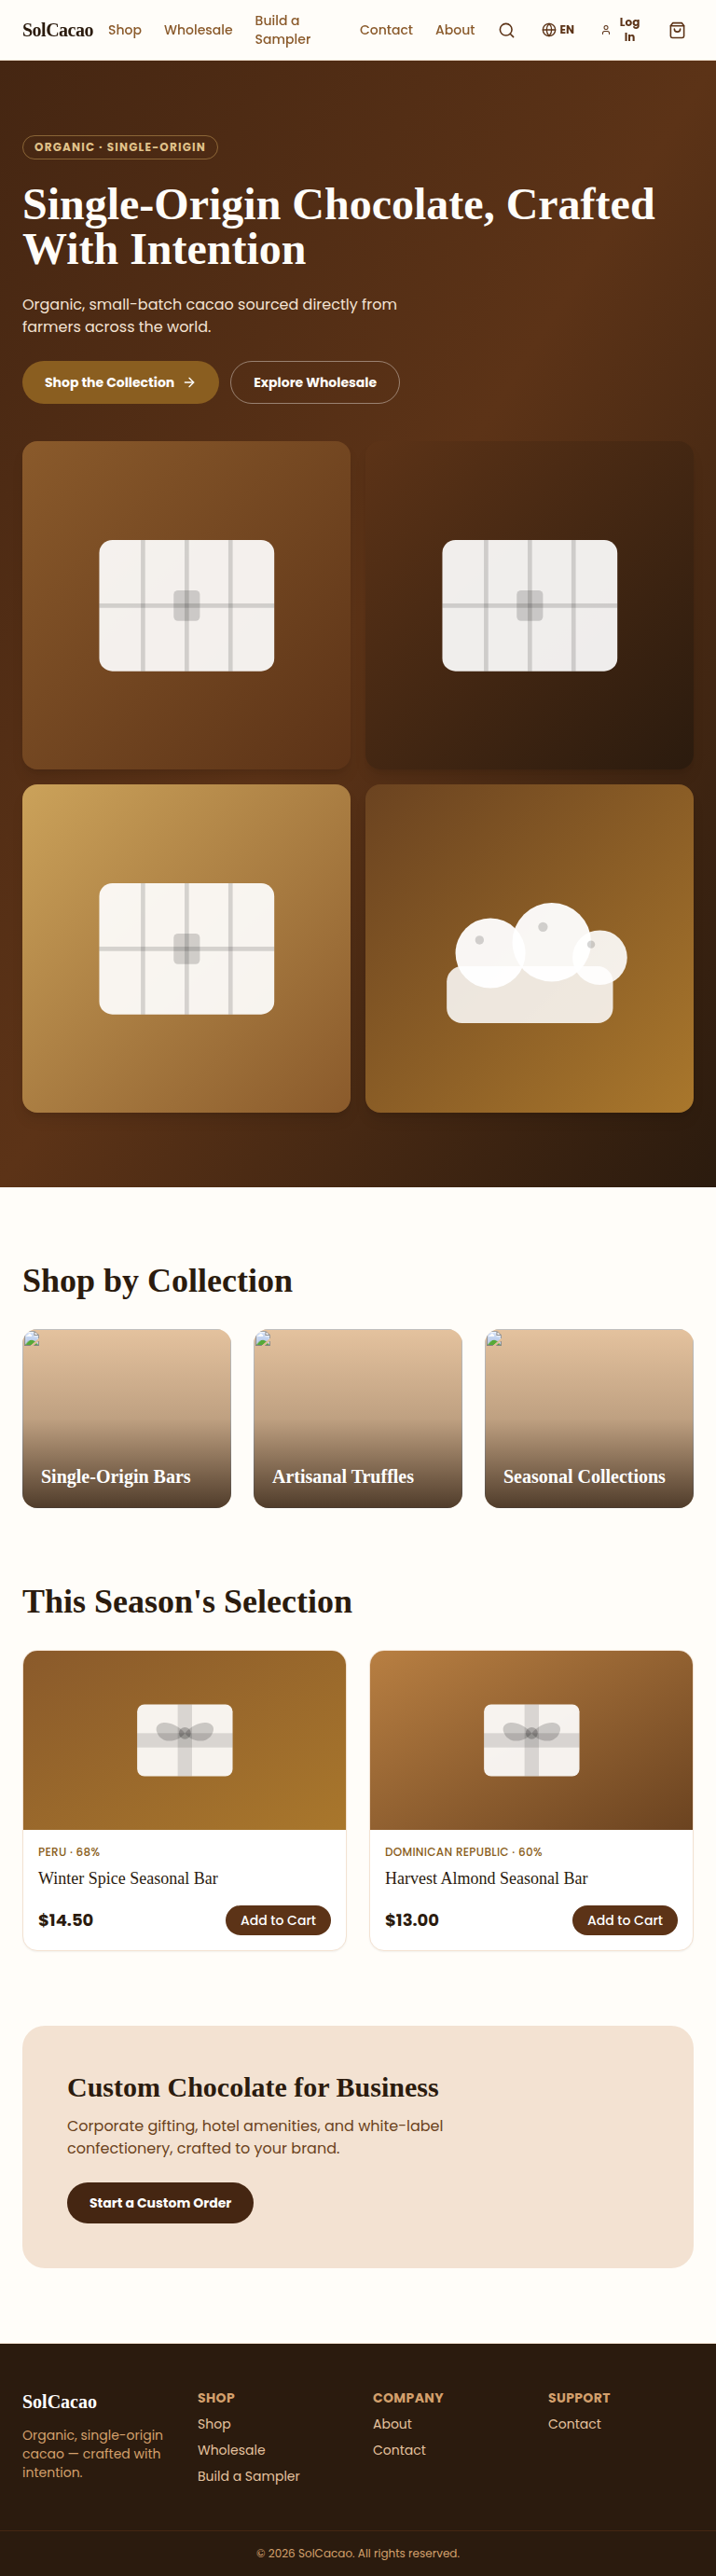 SolCacao
Shop
Wholesale
Build a
Sampler
Contact
About
EN
Log
In
ORGANIC · SINGLE-ORIGIN
Single-Origin Chocolate, Crafted
With Intention
Organic, small-batch cacao sourced directly from
farmers across the world.
Shop the Collection
Explore Wholesale
Shop by Collection
Single-Origin Bars
Artisanal Truffles
Seasonal Collections
This Season's Selection
PERU · 68%
Winter Spice Seasonal Bar
$14.50
Add to Cart
DOMINICAN REPUBLIC · 60%
Harvest Almond Seasonal Bar
$13.00
Add to Cart
Custom Chocolate for Business
Corporate gifting, hotel amenities, and white-label
confectionery, crafted to your brand.
Start a Custom Order
SolCacao
Organic, single-origin
cacao — crafted with
intention.
SHOP
Shop
Wholesale
Build a Sampler
COMPANY
About
Contact
SUPPORT
Contact
© 2026 SolCacao. All rights reserved.